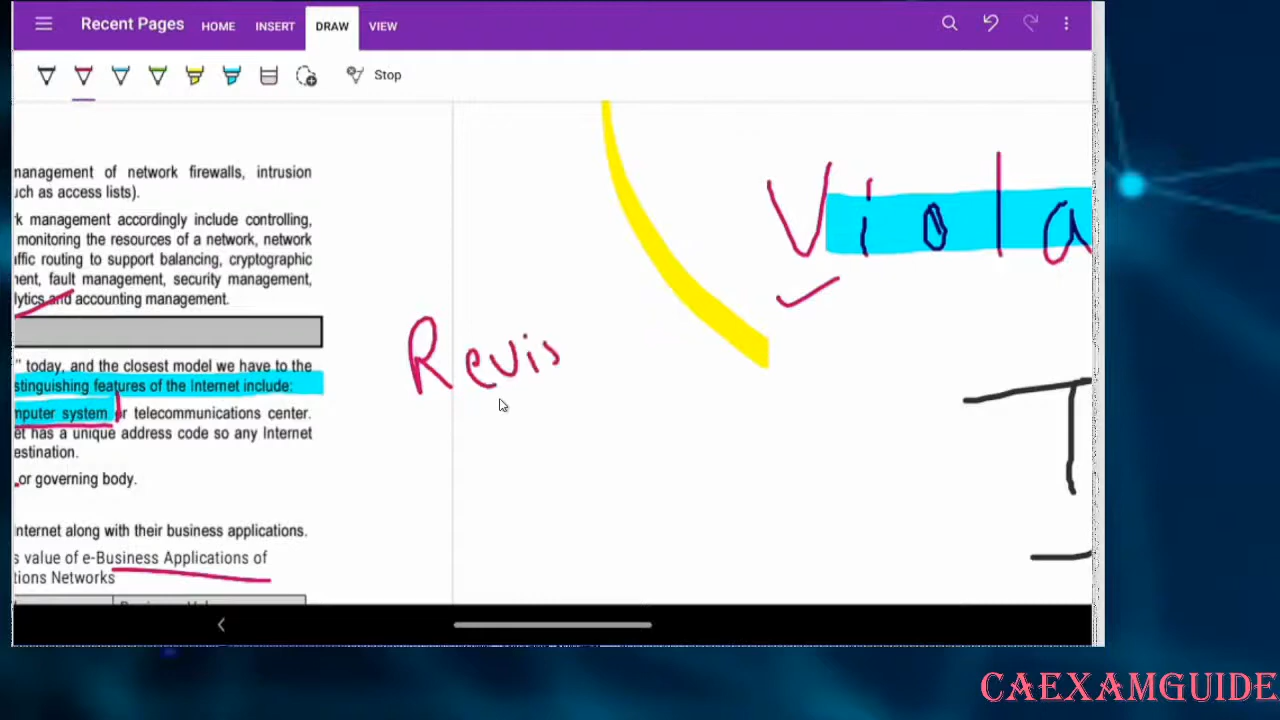 Recent Pages HOME INSERT DRAW VIEW
Stop
management of network firewalls, intrusion
uch as access lists).
rk management accordingly include controlling,
monitoring the resources of a network, network
affic routing to support balancing, cryptographic
ent, fault management, security management,
lytics and accounting management.
" today, and the closest model we have to the
stinguishing features of the Internet include:
mputer system or telecommunications center.
et has a unique address code so any Internet
estination.
or governing body.
Internet along with their business applications.
s value of e-Business Applications of
tions Networks
Revis
Viola
T
CAEXAMGUIDE